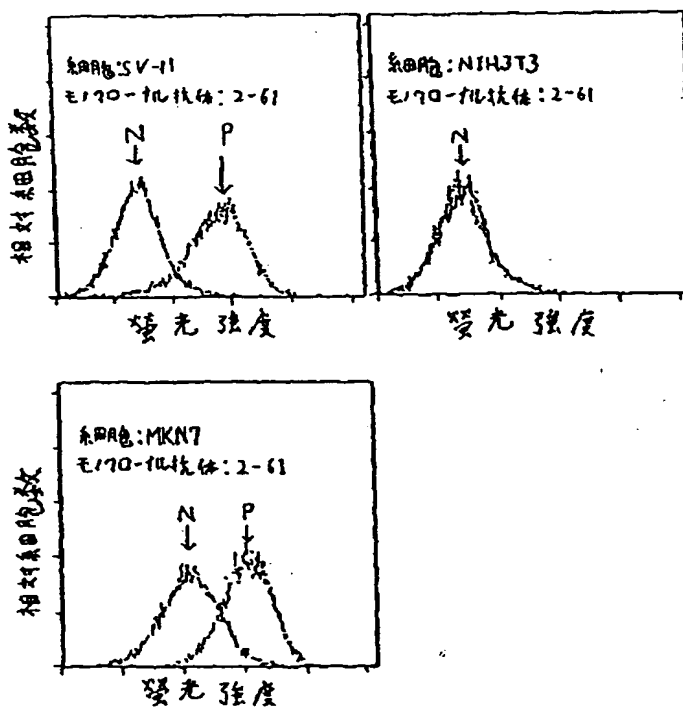 細胞:SV-11
モノクローナル抗体:2-61
N
P
相対細胞数
螢光強度
細胞:NIH3T3
モノクローナル抗体:2-61
N
螢光強度
細胞:MKN7
モノクローナル抗体:2-61
N
P
相対細胞数
螢光強度